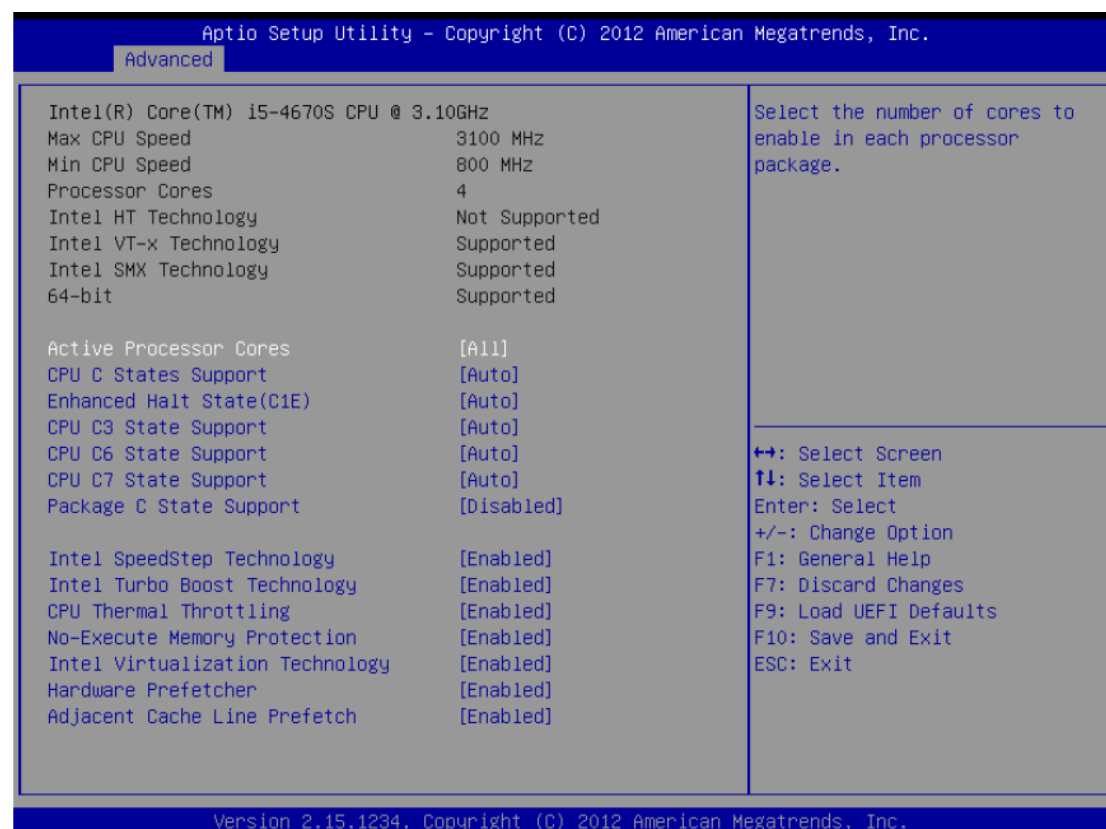 Aptio Setup Utility – Copyright (C) 2012 American Megatrends, Inc.
Advanced
Intel(R) Core(TM) i5-4670S CPU @ 3.10GHz
Max CPU Speed 3100 MHz
Min CPU Speed 800 MHz
Processor Cores 4
Intel HT Technology Not Supported
Intel VT-x Technology Supported
Intel SMX Technology Supported
64-bit Supported
Active Processor Cores [All]
CPU C States Support [Auto]
Enhanced Halt State(C1E) [Auto]
CPU C3 State Support [Auto]
CPU C6 State Support [Auto]
CPU C7 State Support [Auto]
Package C State Support [Disabled]
Intel SpeedStep Technology [Enabled]
Intel Turbo Boost Technology [Enabled]
CPU Thermal Throttling [Enabled]
No-Execute Memory Protection [Enabled]
Intel Virtualization Technology [Enabled]
Hardware Prefetcher [Enabled]
Adjacent Cache Line Prefetch [Enabled]
Select the number of cores to
enable in each processor
package.
↔: Select Screen
↑↓: Select Item
Enter: Select
+/-: Change Option
F1: General Help
F7: Discard Changes
F9: Load UEFI Defaults
F10: Save and Exit
ESC: Exit
Version 2.15.1234. Copyright (C) 2012 American Megatrends, Inc.